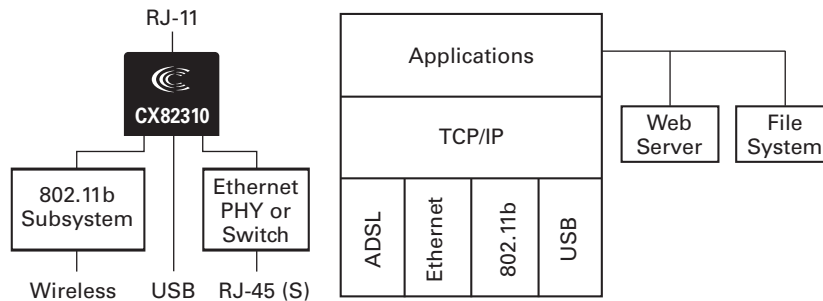 RJ-11
CX82310
802.11b
Subsystem
Ethernet
PHY or
Switch
Wireless
USB
RJ-45 (S)
Applications
TCP/IP
ADSL
Ethernet
802.11b
USB
Web
Server
File
System